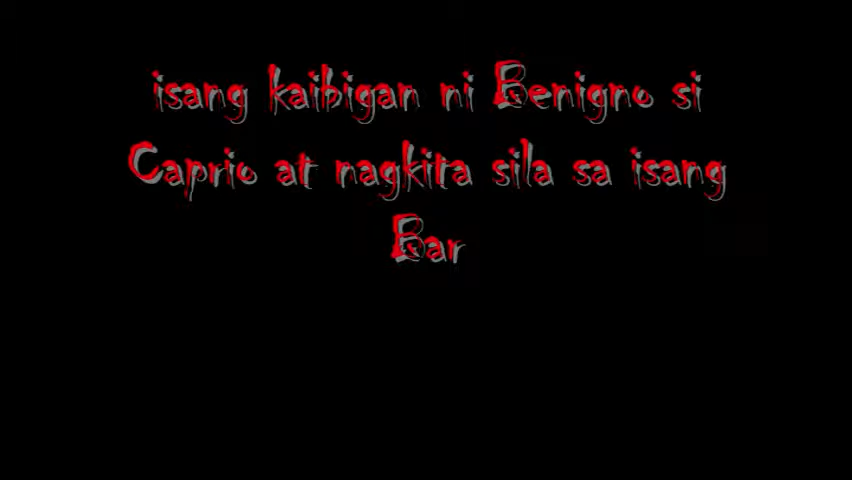 isang kaibigan ni Benigno si
Caprio at nagkita sila sa isang
Bar